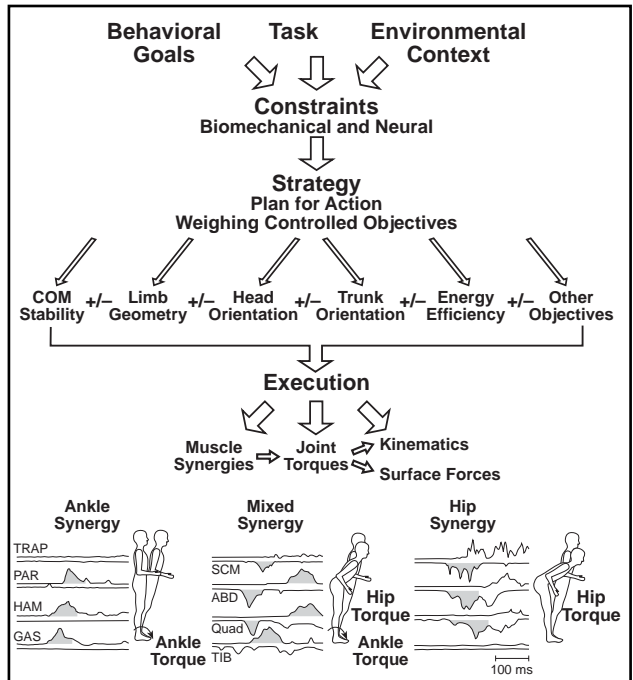 Behavioral Goals
Task
Environmental Context
Constraints
Biomechanical and Neural
Strategy
Plan for Action
Weighing Controlled Objectives
COM Stability +/– Limb Geometry +/– Head Orientation +/– Trunk Orientation +/– Energy Efficiency +/– Other Objectives
Execution
Muscle Synergies
Joint Torques
Kinematics
Surface Forces
Ankle Synergy
TRAP
PAR
HAM
GAS
Ankle Torque
Mixed Synergy
SCM
ABD
Quad
TIB
Hip Torque
Ankle Torque
Hip Synergy
Hip Torque
100 ms